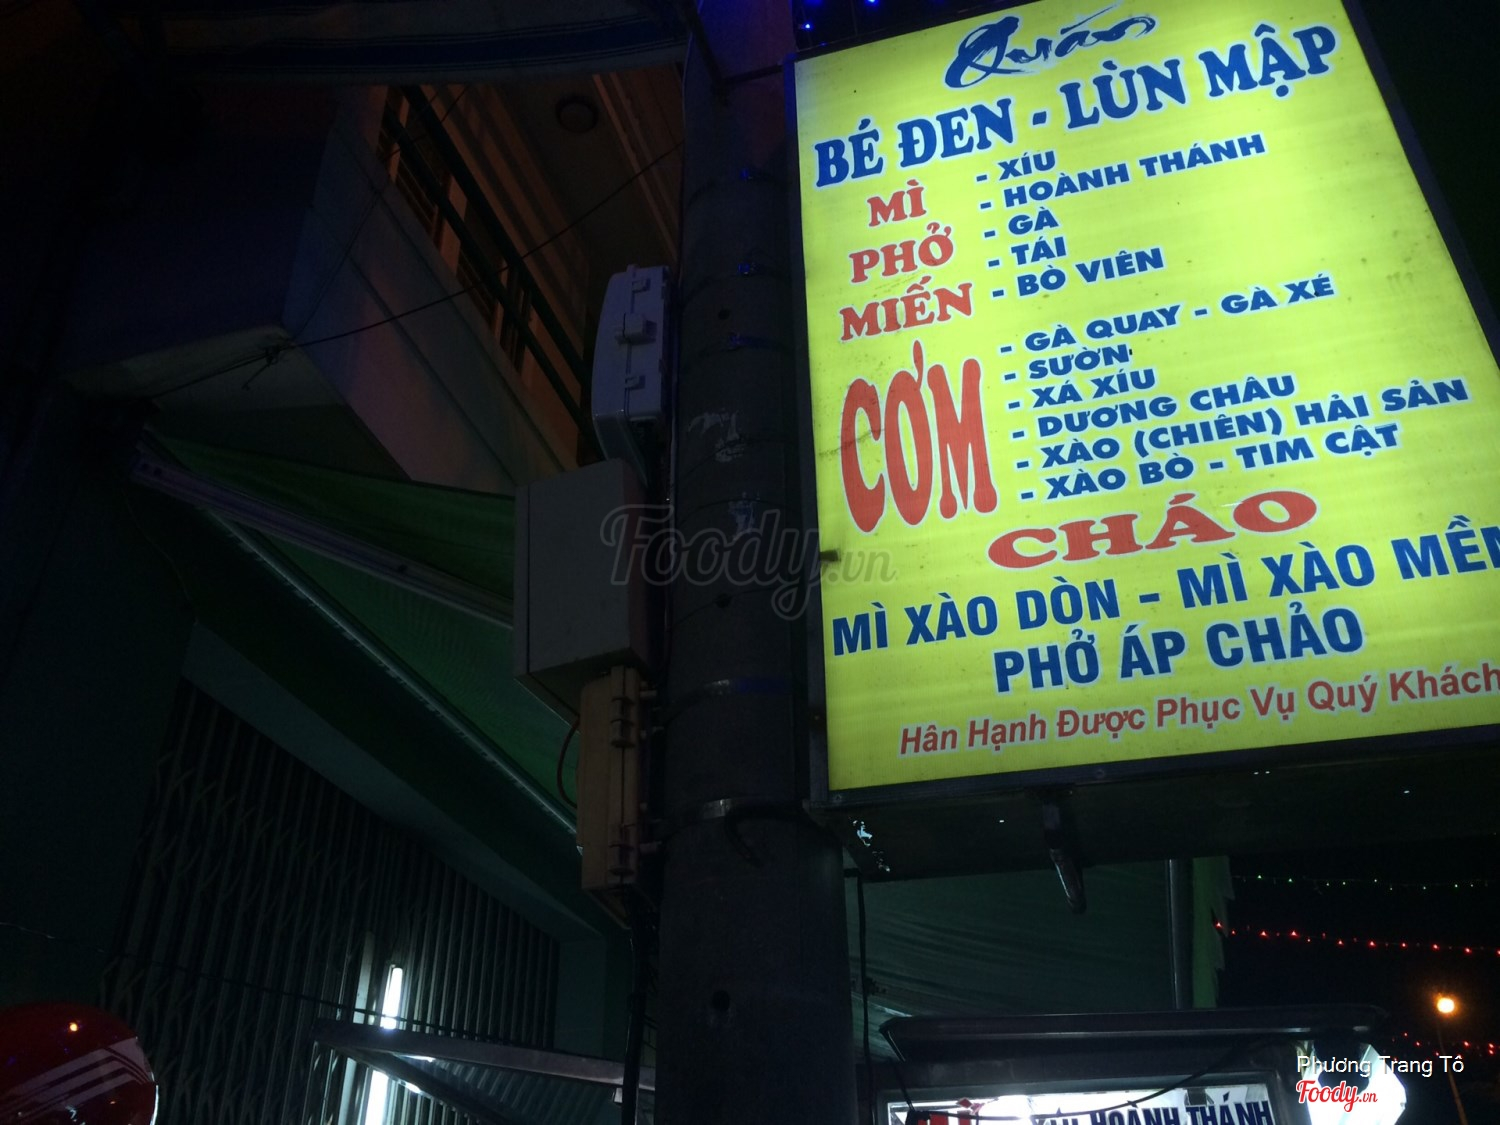 Quán
BÉ ĐEN - LÙN MẬP
MÌ
PHỞ
MIẾN
- XÍU
- HOÀNH THÁNH
- GÀ
- TÁI
- BÒ VIÊN
CƠM
- GÀ QUAY - GÀ XÉ
- SƯỜN
- XÁ XÍU
- DƯƠNG CHÂU
- XÀO (CHIÊN) HẢI SẢN
- XÀO BÒ - TIM CẬT
CHÁO
MÌ XÀO DÒN - MÌ XÀO MỀM
PHỞ ÁP CHẢO
Hân Hạnh Được Phục Vụ Quý Khách
Foody.vn
HOÀNH THÁNH
Phương Trang Tô
Foody.vn